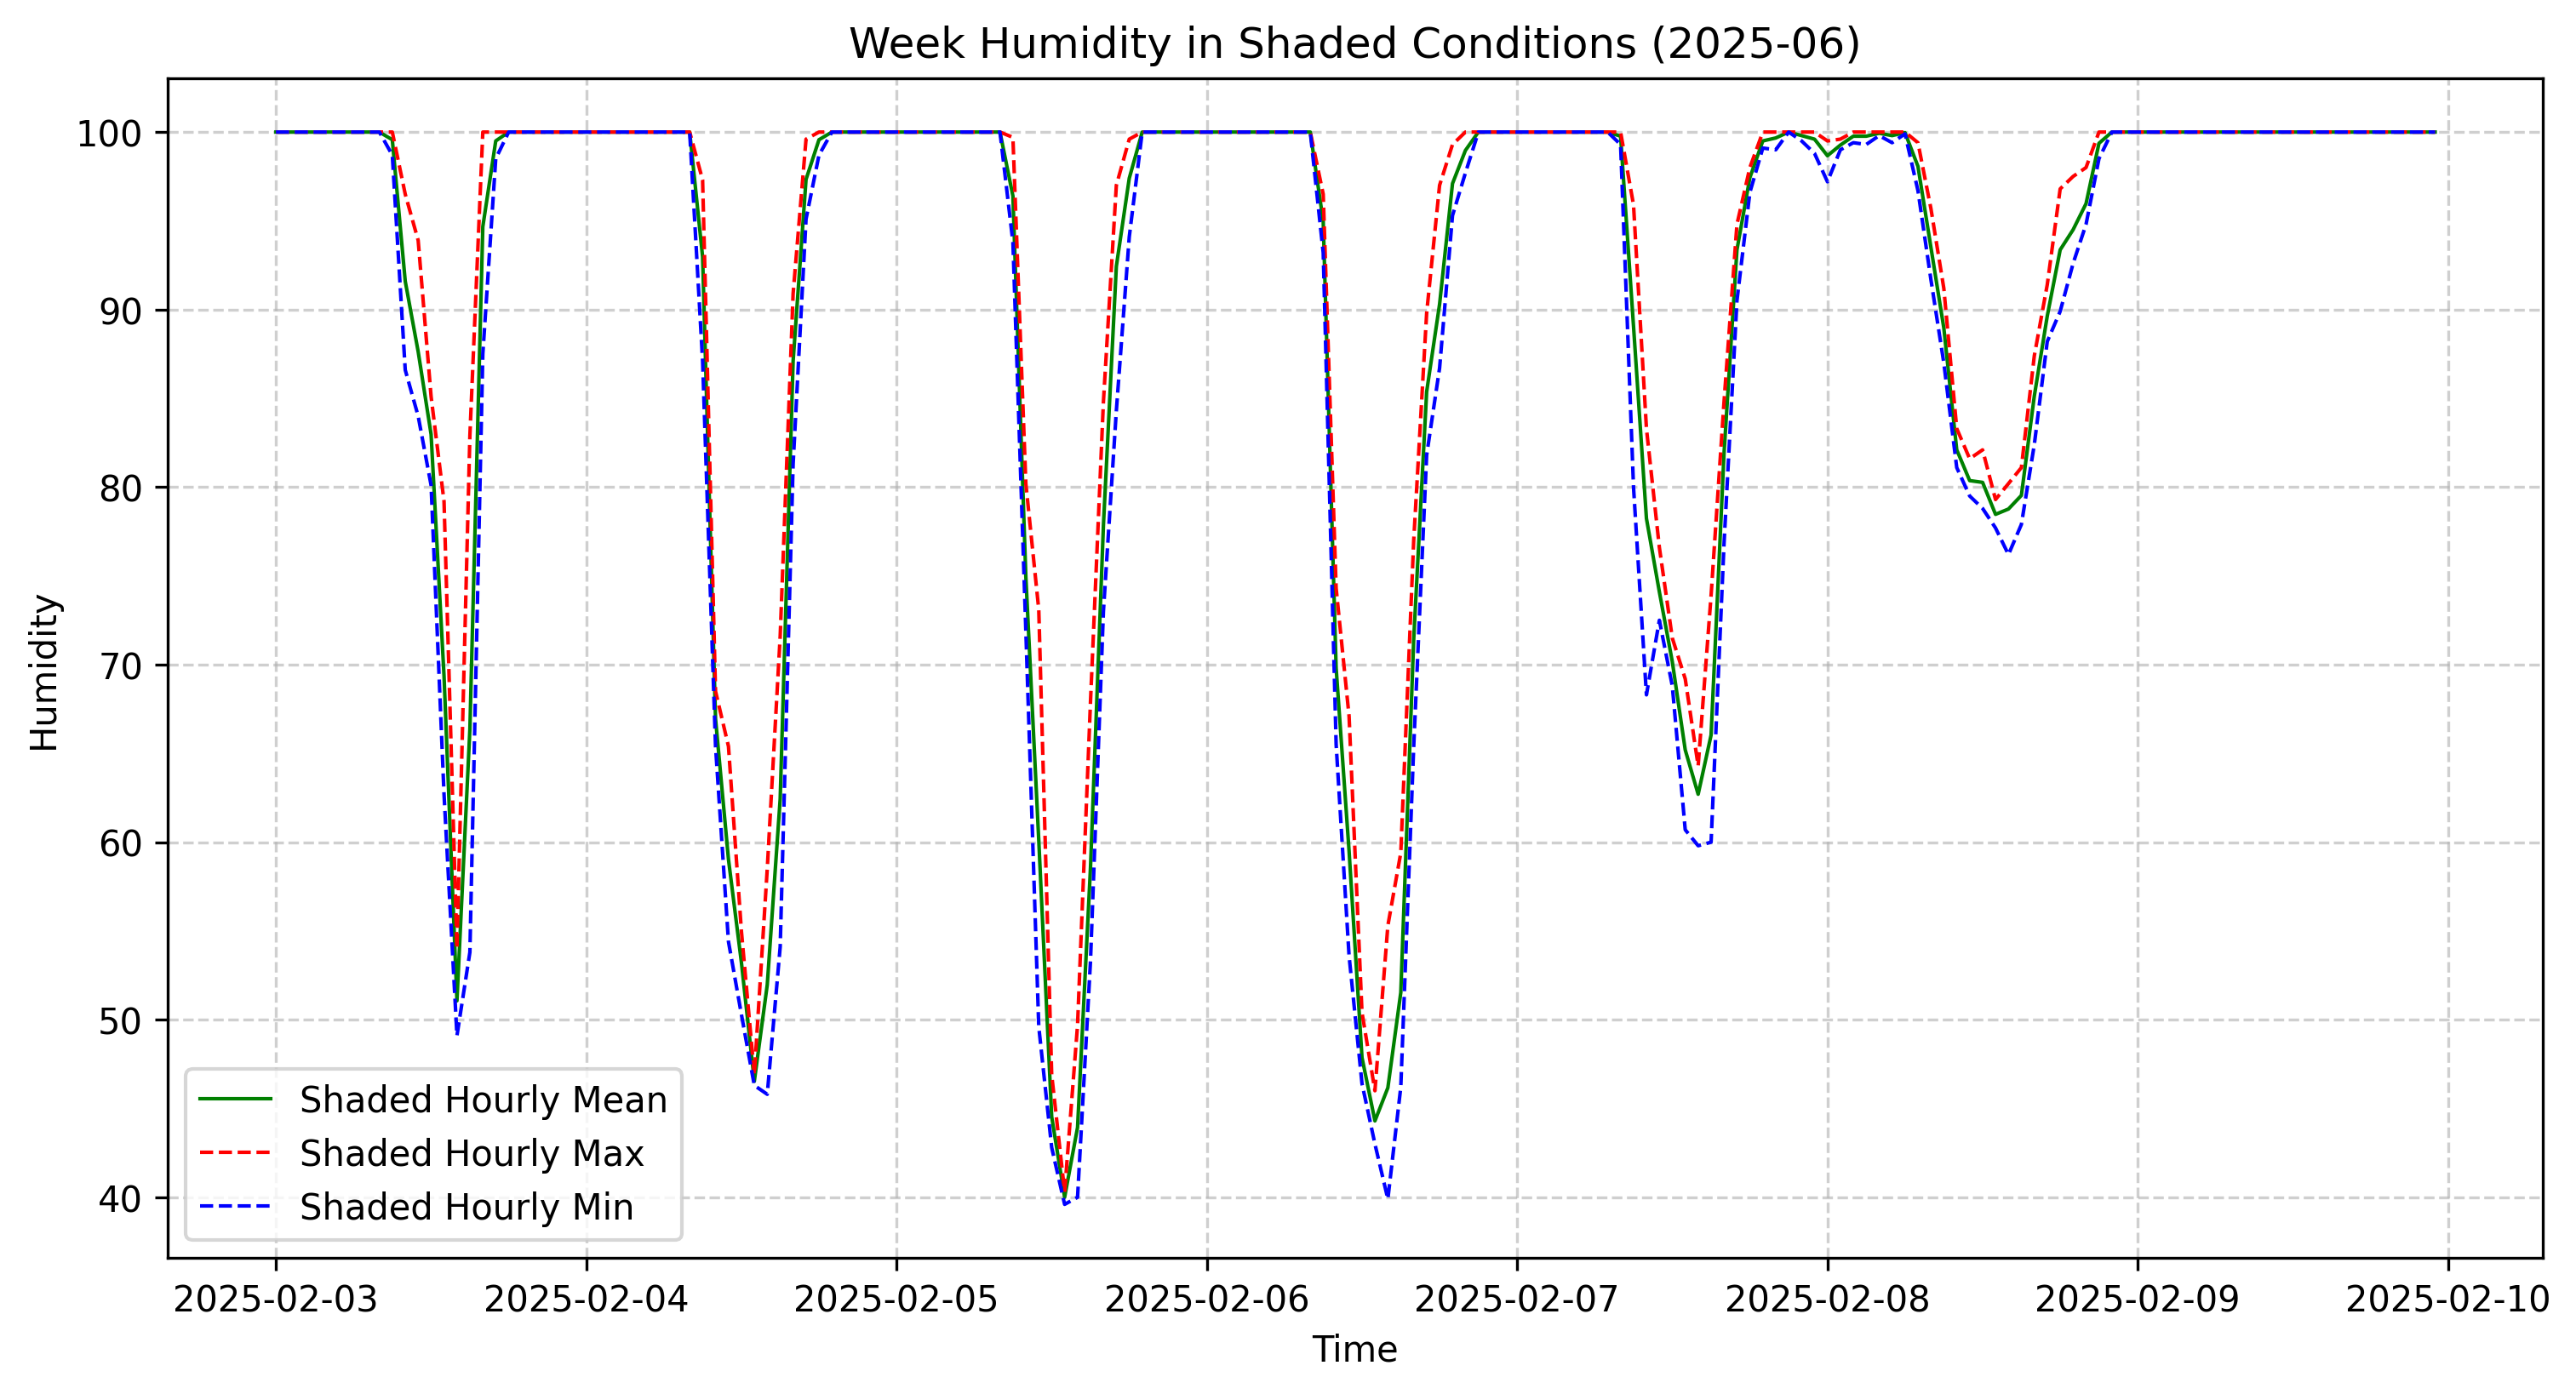 Week Humidity in Shaded Conditions (2025-06)
100
90
80
70
60
50
40
Humidity
Shaded Hourly Mean
Shaded Hourly Max
Shaded Hourly Min
2025-02-03 2025-02-04 2025-02-05 2025-02-06 2025-02-07 2025-02-08 2025-02-09 2025-02-10
Time